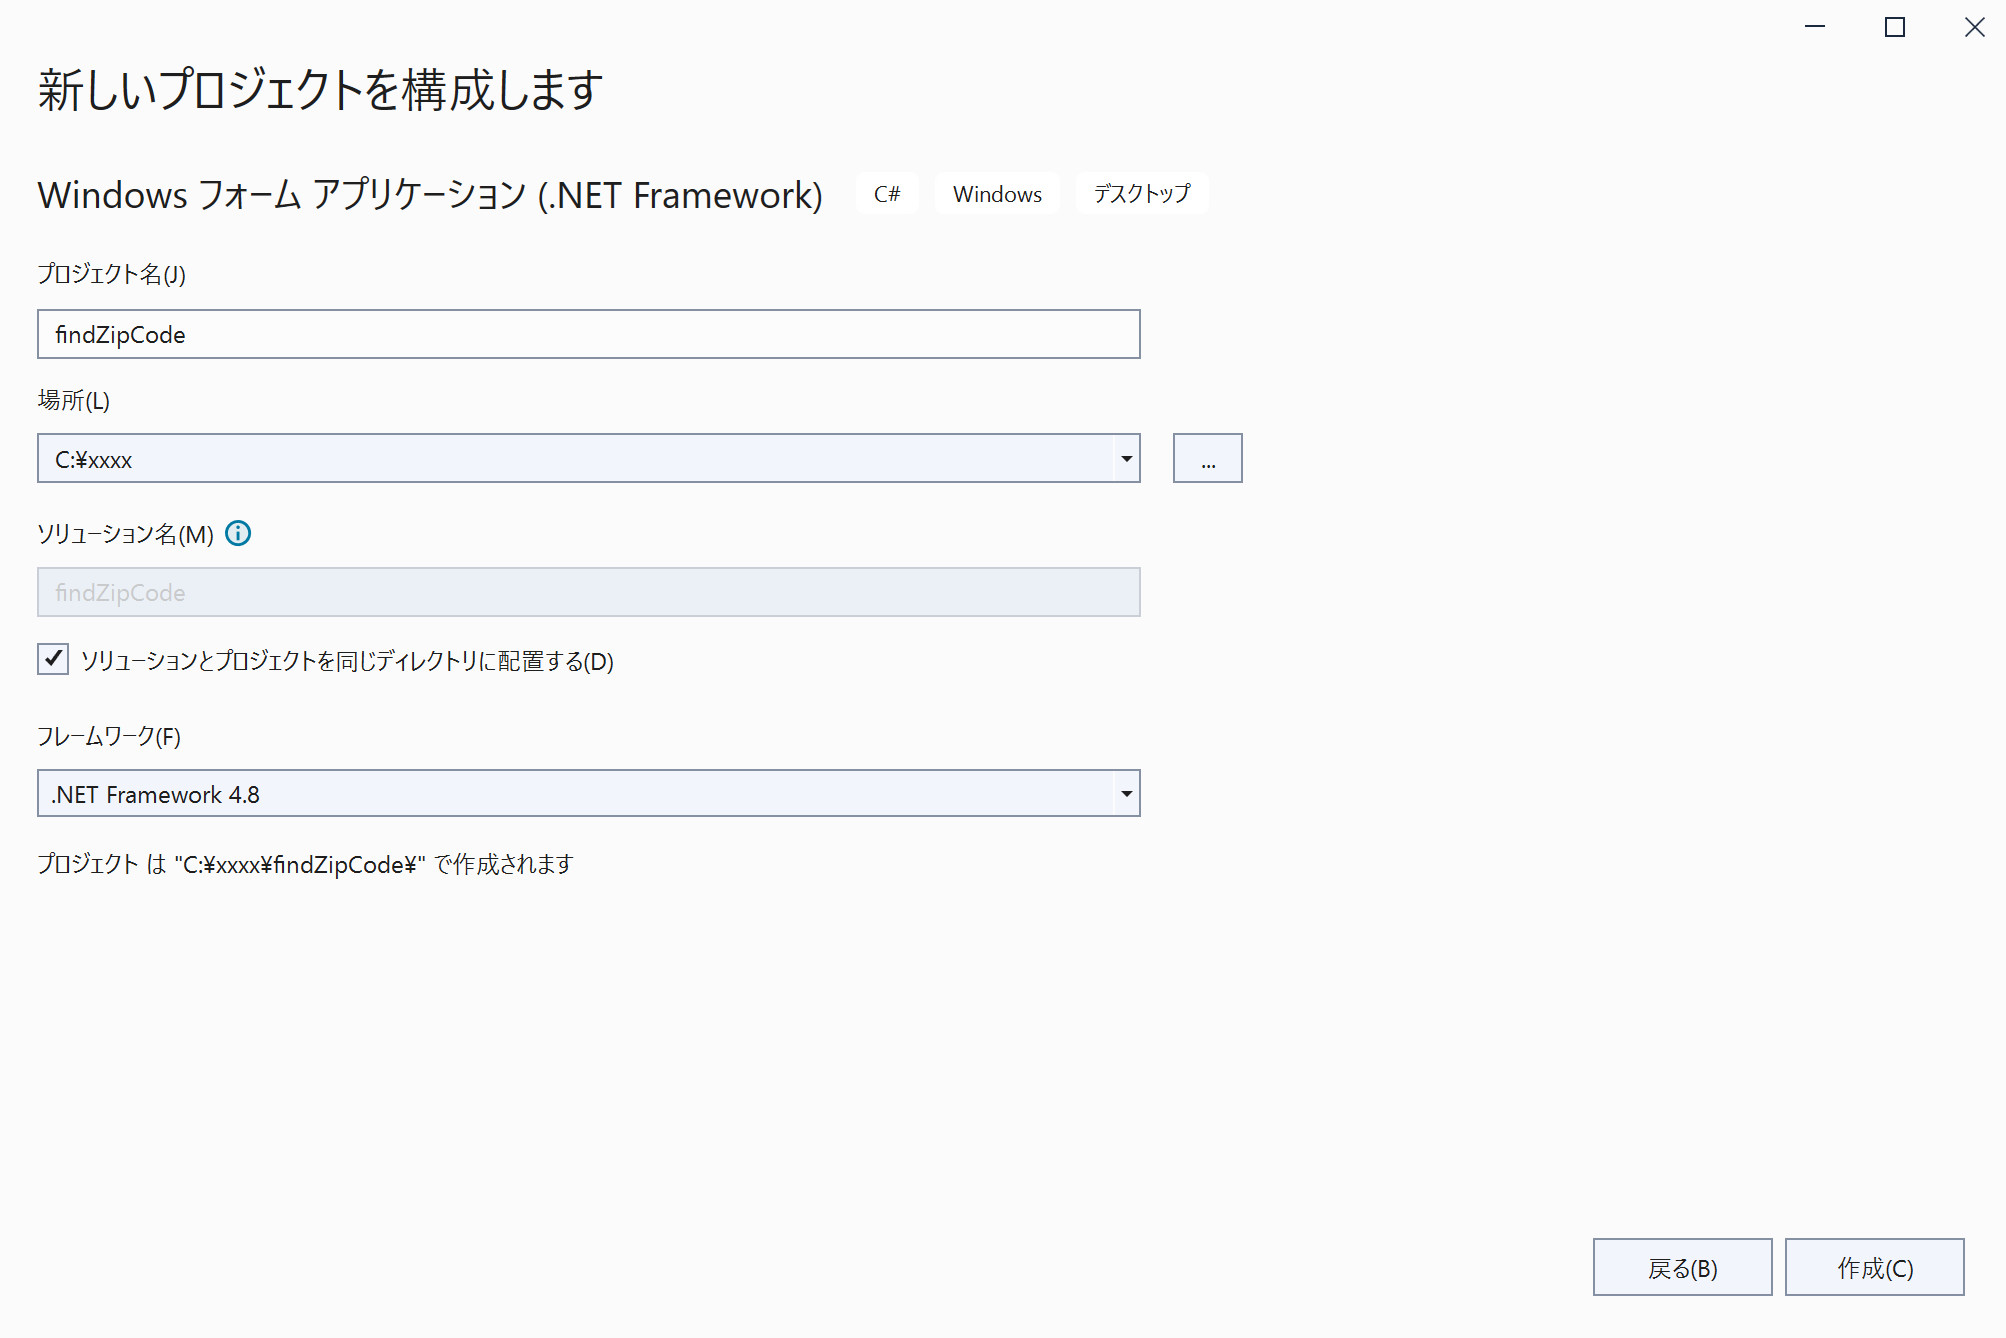 新しいプロジェクトを構成します
Windows フォーム アプリケーション (.NET Framework) C# Windows デスクトップ
プロジェクト名(J)
findZipCode
場所(L)
C:¥xxxx
...
ソリューション名(M)
findZipCode
ソリューションとプロジェクトを同じディレクトリに配置する(D)
フレームワーク(F)
.NET Framework 4.8
プロジェクト は "C:¥xxxx¥findZipCode¥" で作成されます
戻る(B) 作成(C)